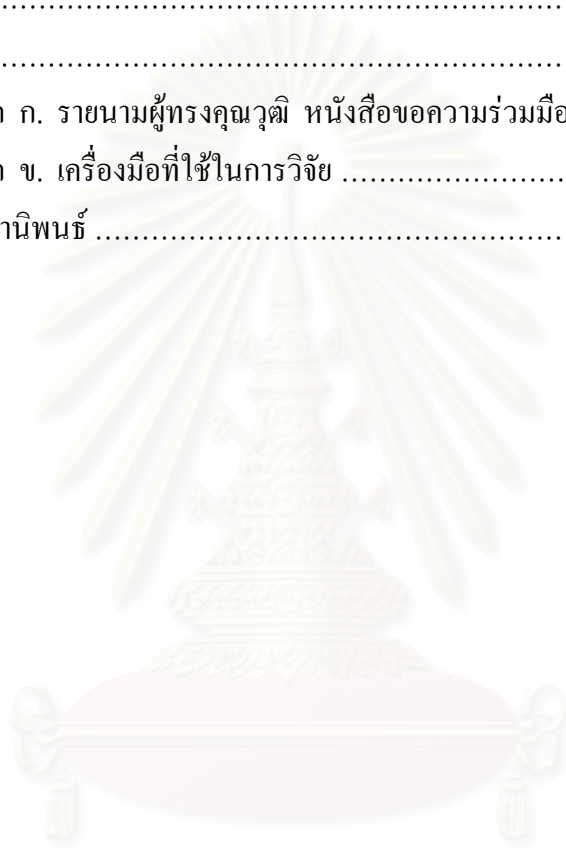 ................................................................
................................................................
ก. รายนามผู้ทรงคุณวุฒิ หนังสือขอความร่วมมือ
ข. เครื่องมือที่ใช้ในการวิจัย .........................
านิพนธ์ ....................................................